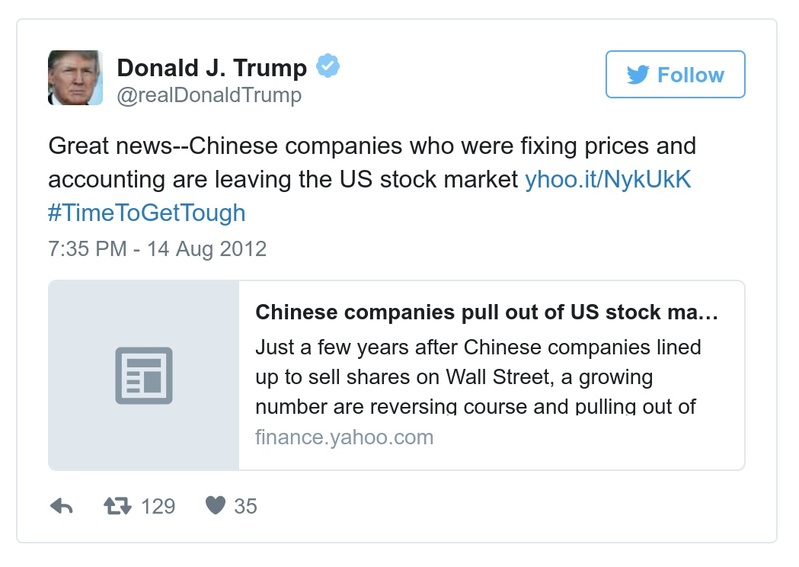 Donald J. Trump
@realDonaldTrump
Follow
Great news--Chinese companies who were fixing prices and
accounting are leaving the US stock market yhoo.it/NykUkK
#TimeToGetTough
7:35 PM - 14 Aug 2012
Chinese companies pull out of US stock ma…
Just a few years after Chinese companies lined
up to sell shares on Wall Street, a growing
number are reversing course and pulling out of
finance.yahoo.com
129 35